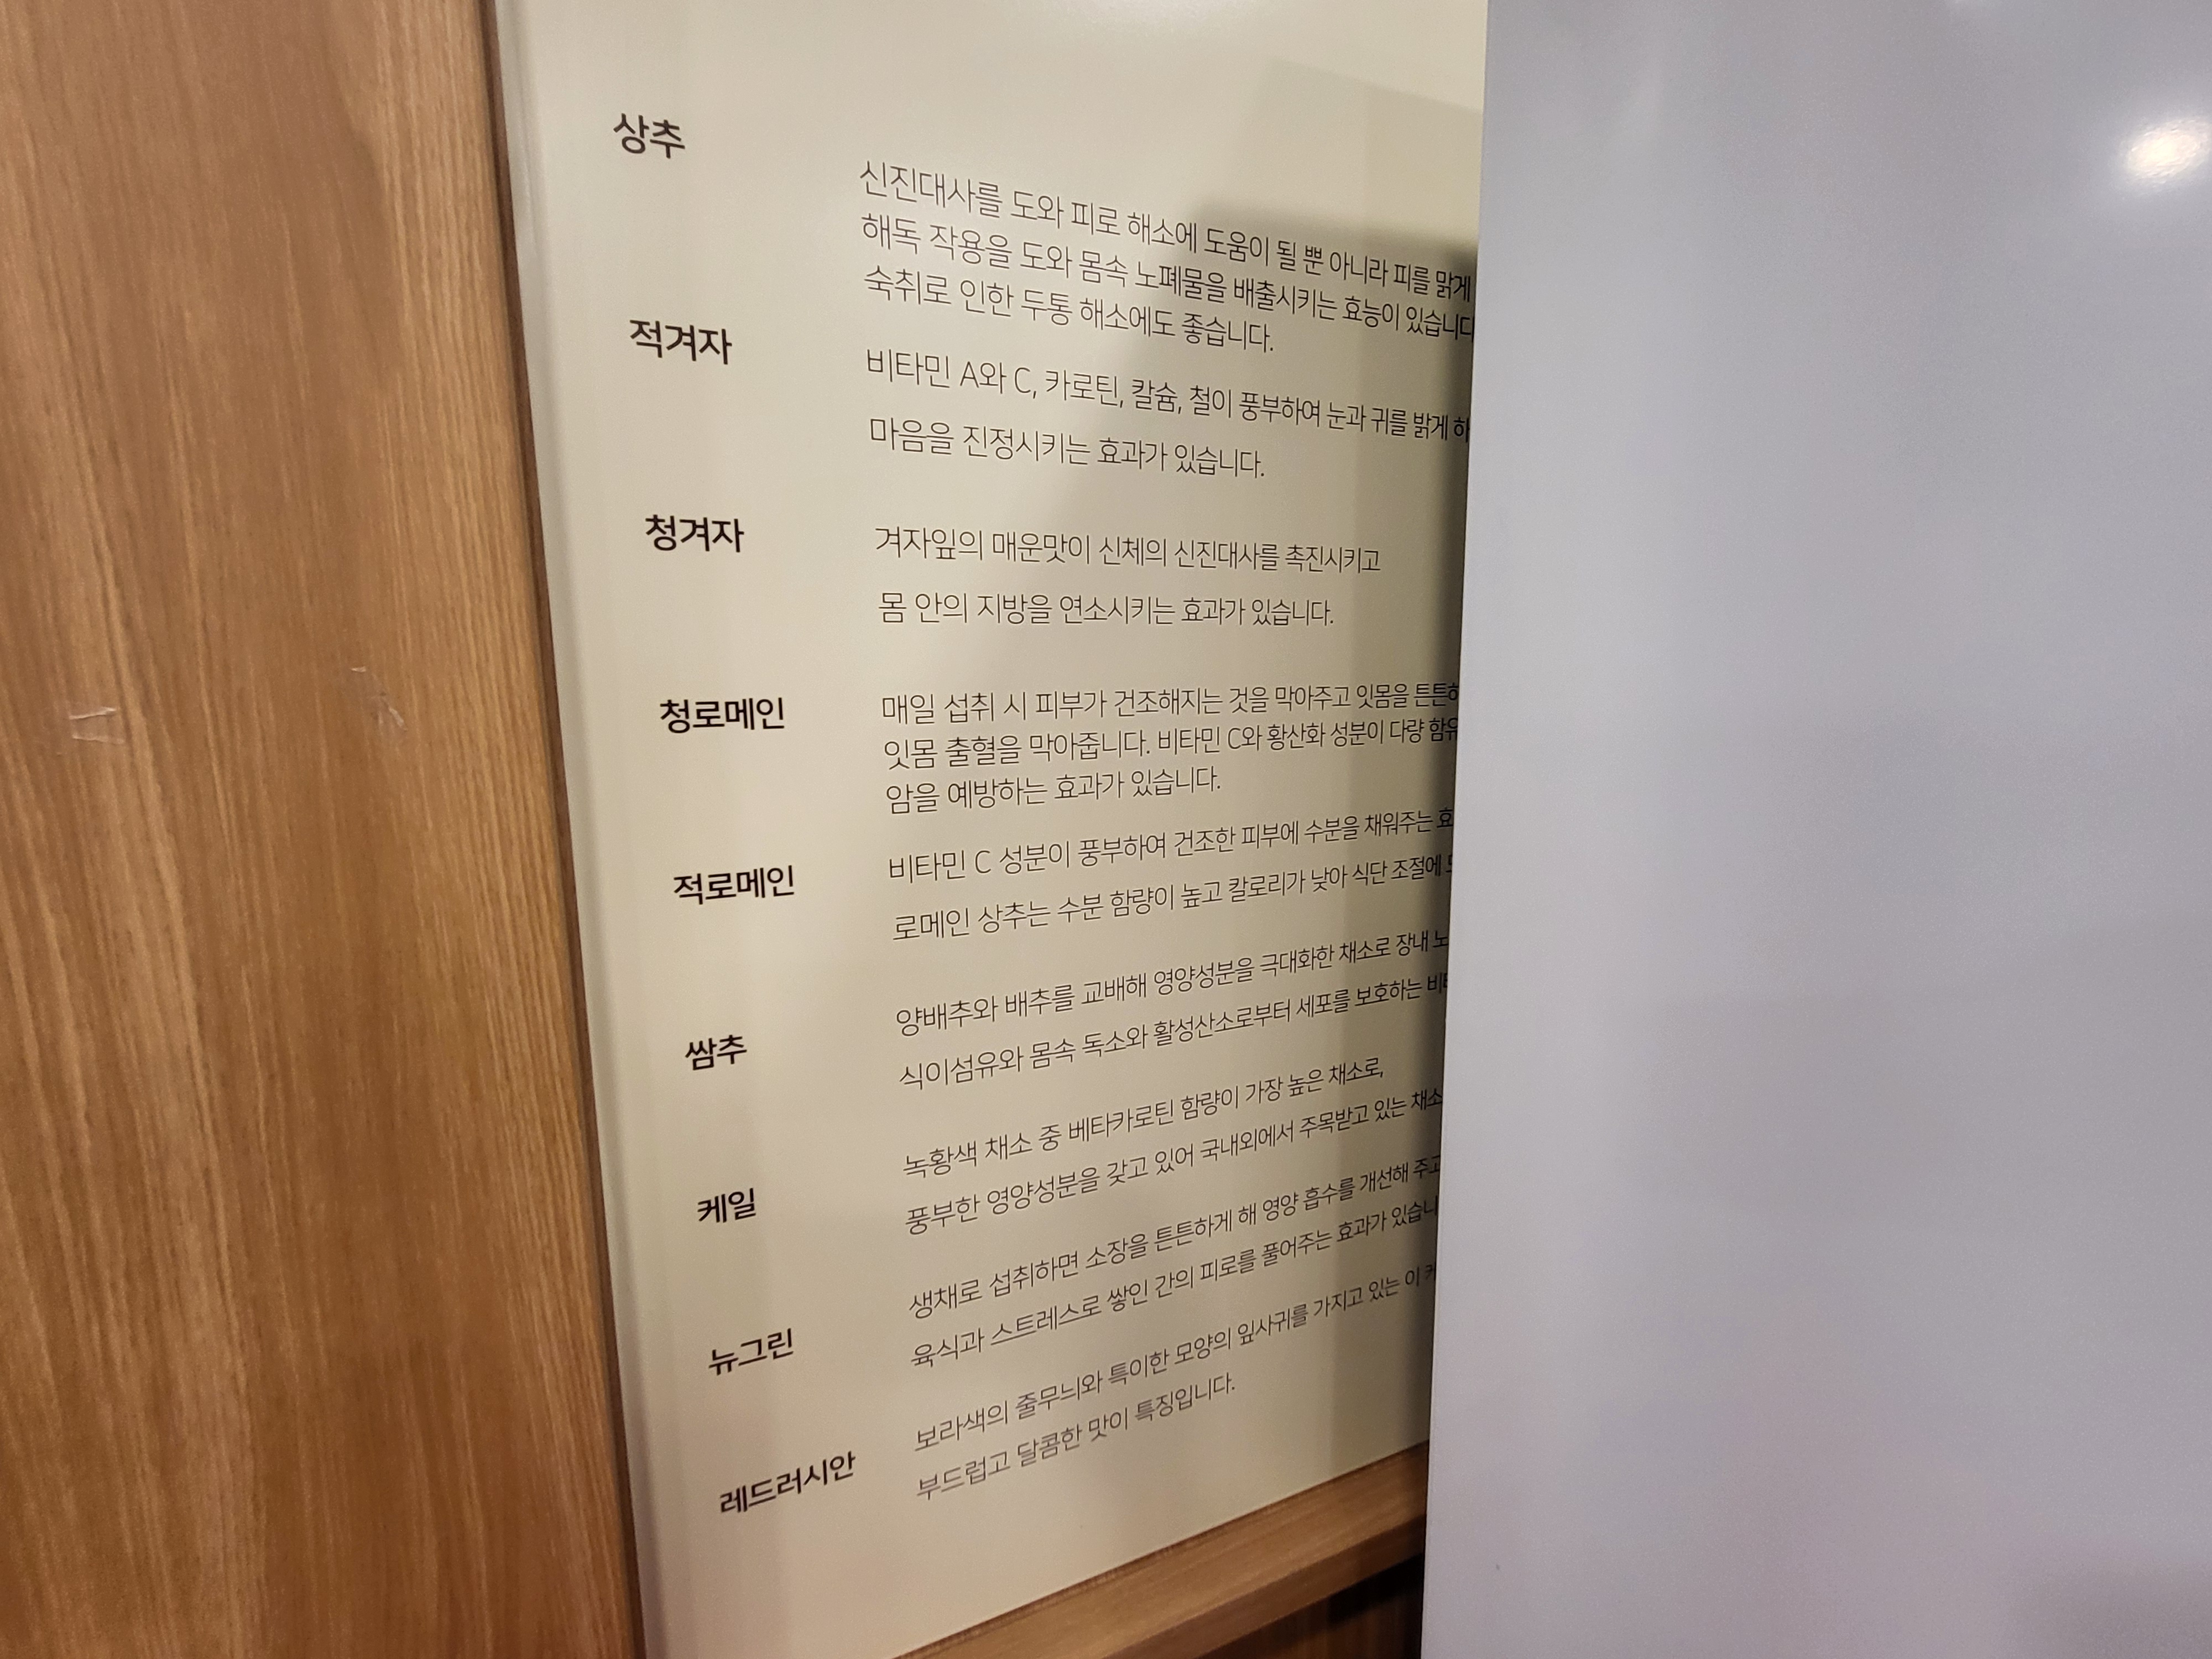 상추
신진대사를 도와 피로 해소에 도움이 될 뿐 아니라 피를 맑게
해독 작용을 도와 몸속 노폐물을 배출시키는 효능이 있습니다
숙취로 인한 두통 해소에도 좋습니다.
적겨자
비타민 A와 C, 카로틴, 칼슘, 철이 풍부하여 눈과 귀를 밝게 하
마음을 진정시키는 효과가 있습니다.
청겨자
겨자잎의 매운맛이 신체의 신진대사를 촉진시키고
몸 안의 지방을 연소시키는 효과가 있습니다.
청로메인
매일 섭취 시 피부가 건조해지는 것을 막아주고 잇몸을 튼튼하
잇몸 출혈을 막아줍니다. 비타민 C와 황산화 성분이 다량 함유
암을 예방하는 효과가 있습니다.
적로메인
비타민 C 성분이 풍부하여 건조한 피부에 수분을 채워주는 효
로메인 상추는 수분 함량이 높고 칼로리가 낮아 식단 조절에
쌈추
양배추와 배추를 교배해 영양성분을 극대화한 채소로 장내 노
식이섬유와 몸속 독소와 활성산소로부터 세포를 보호하는
케일
녹황색 채소 중 베타카로틴 함량이 가장 높은 채소로,
풍부한 영양성분을 갖고 있어 국내외에서 주목받고 있는 채소
뉴그린
생채로 섭취하면 소장을 튼튼하게 해 영양 흡수를 개선해 주고
육식과 스트레스로 쌓인 간의 피로를 풀어주는 효과가 있습니
레드러시안
보라색의 줄무늬와 특이한 모양의 잎사귀를 가지고 있는 이
부드럽고 달콤한 맛이 특징입니다.